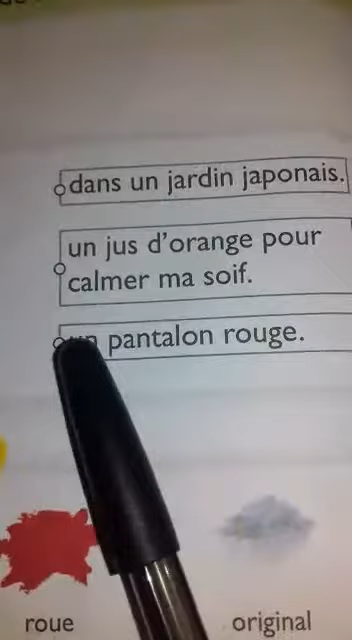 dans un jardin japonais.
un jus d'orange pour
calmer ma soif.
pantalon rouge.
roue
original